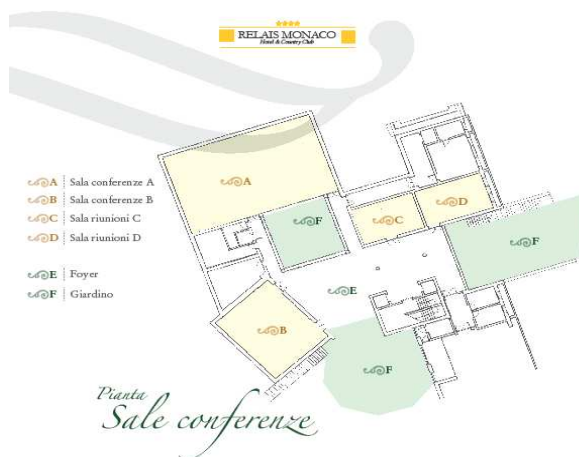 RELAIS MONACO
Hotel & Country Club
A Sala conferenze A
B Sala conferenze B
C Sala riunioni C
D Sala riunioni D
E Foyer
F Giardino
A
F
C
D
F
E
B
F
Pianta
Sale conferenze